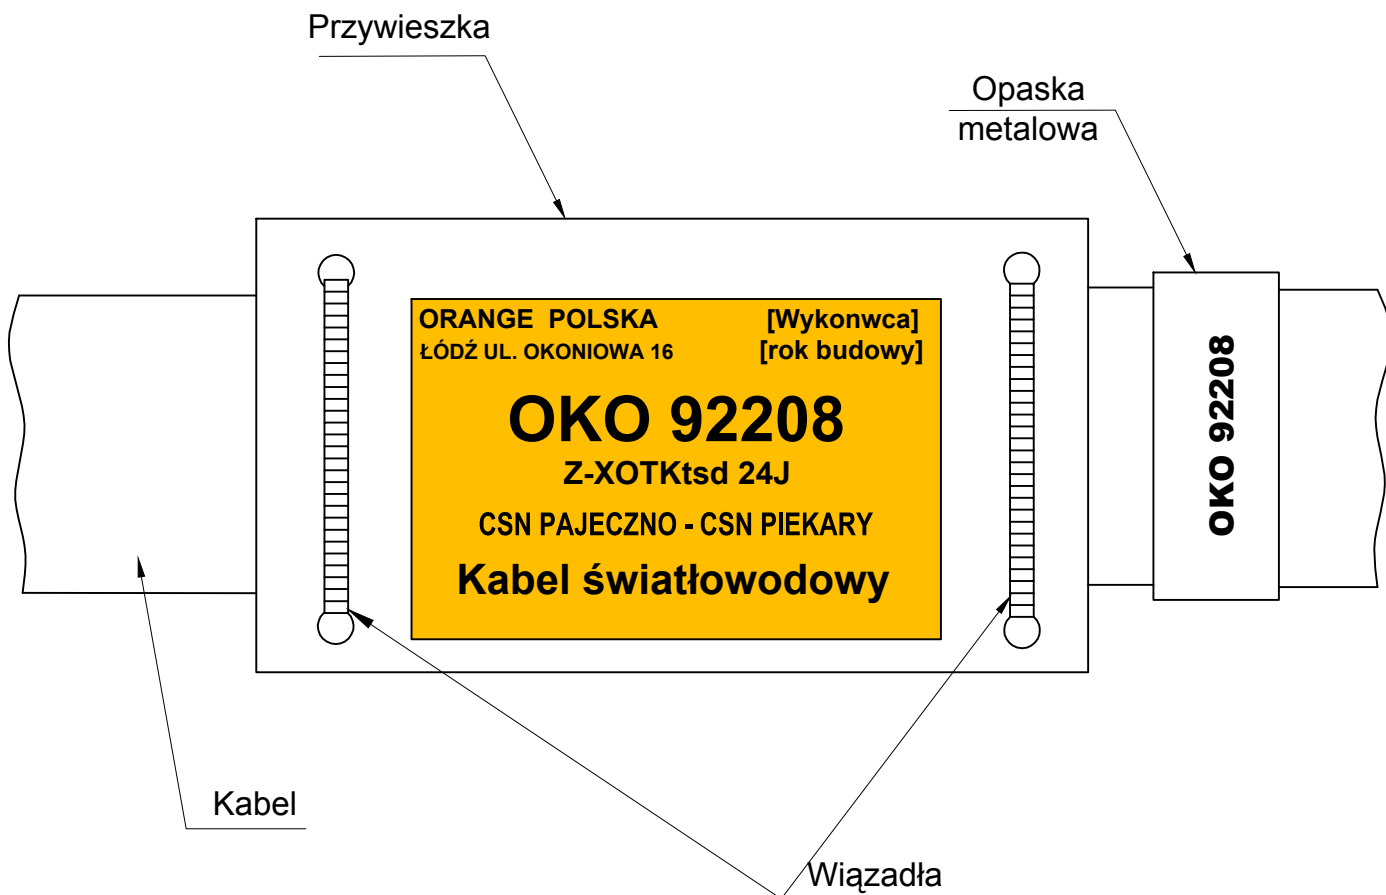 Przywieszka
Opaska
metalowa
ORANGE POLSKA [Wykonwca]
ŁÓDŹ UL. OKONIOWA 16 [rok budowy]
OKO 92208
Z-XOTKtsd 24J
CSN PAJECZNO - CSN PIEKARY
Kabel światłowodowy
OKO 92208
Kabel
Wiązadła